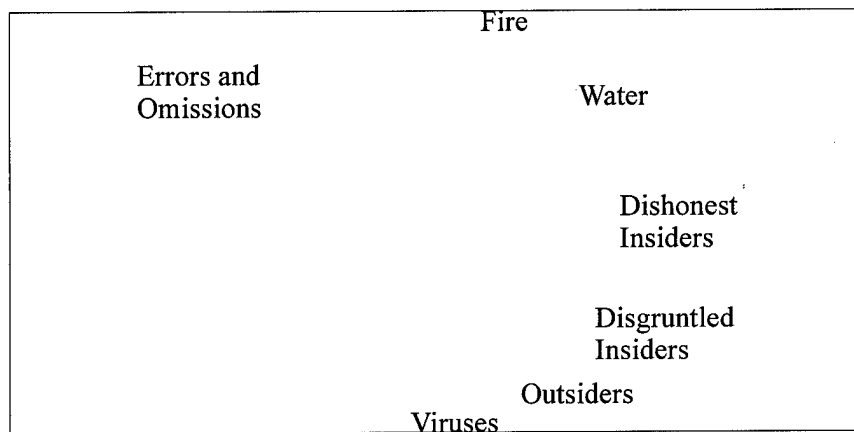 Fire
Errors and
Omissions
Water
Dishonest
Insiders
Disgruntled
Insiders
Outsiders
Viruses